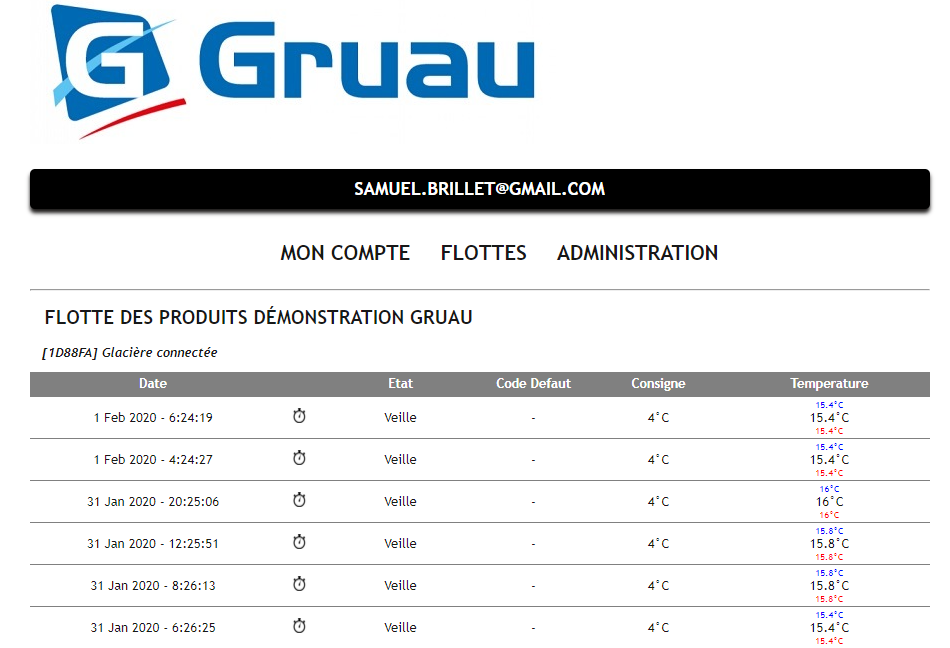 G Gruau
SAMUEL.BRILLET@GMAIL.COM
MON COMPTE FLOTTES ADMINISTRATION
FLOTTE DES PRODUITS DÉMONSTRATION GRUAU
[1D88FA] Glacière connectée
Date Etat Code Defaut Consigne Temperature
15.4°C
1 Feb 2020 - 6:24:19 Veille - 4°C 15.4°C
15.4°C
15.4°C
1 Feb 2020 - 4:24:27 Veille - 4°C 15.4°C
15.4°C
16°C
31 Jan 2020 - 20:25:06 Veille - 4°C 16°C
16°C
15.8°C
31 Jan 2020 - 12:25:51 Veille - 4°C 15.8°C
15.8°C
15.8°C
31 Jan 2020 - 8:26:13 Veille - 4°C 15.8°C
15.8°C
15.4°C
31 Jan 2020 - 6:26:25 Veille - 4°C 15.4°C
15.4°C